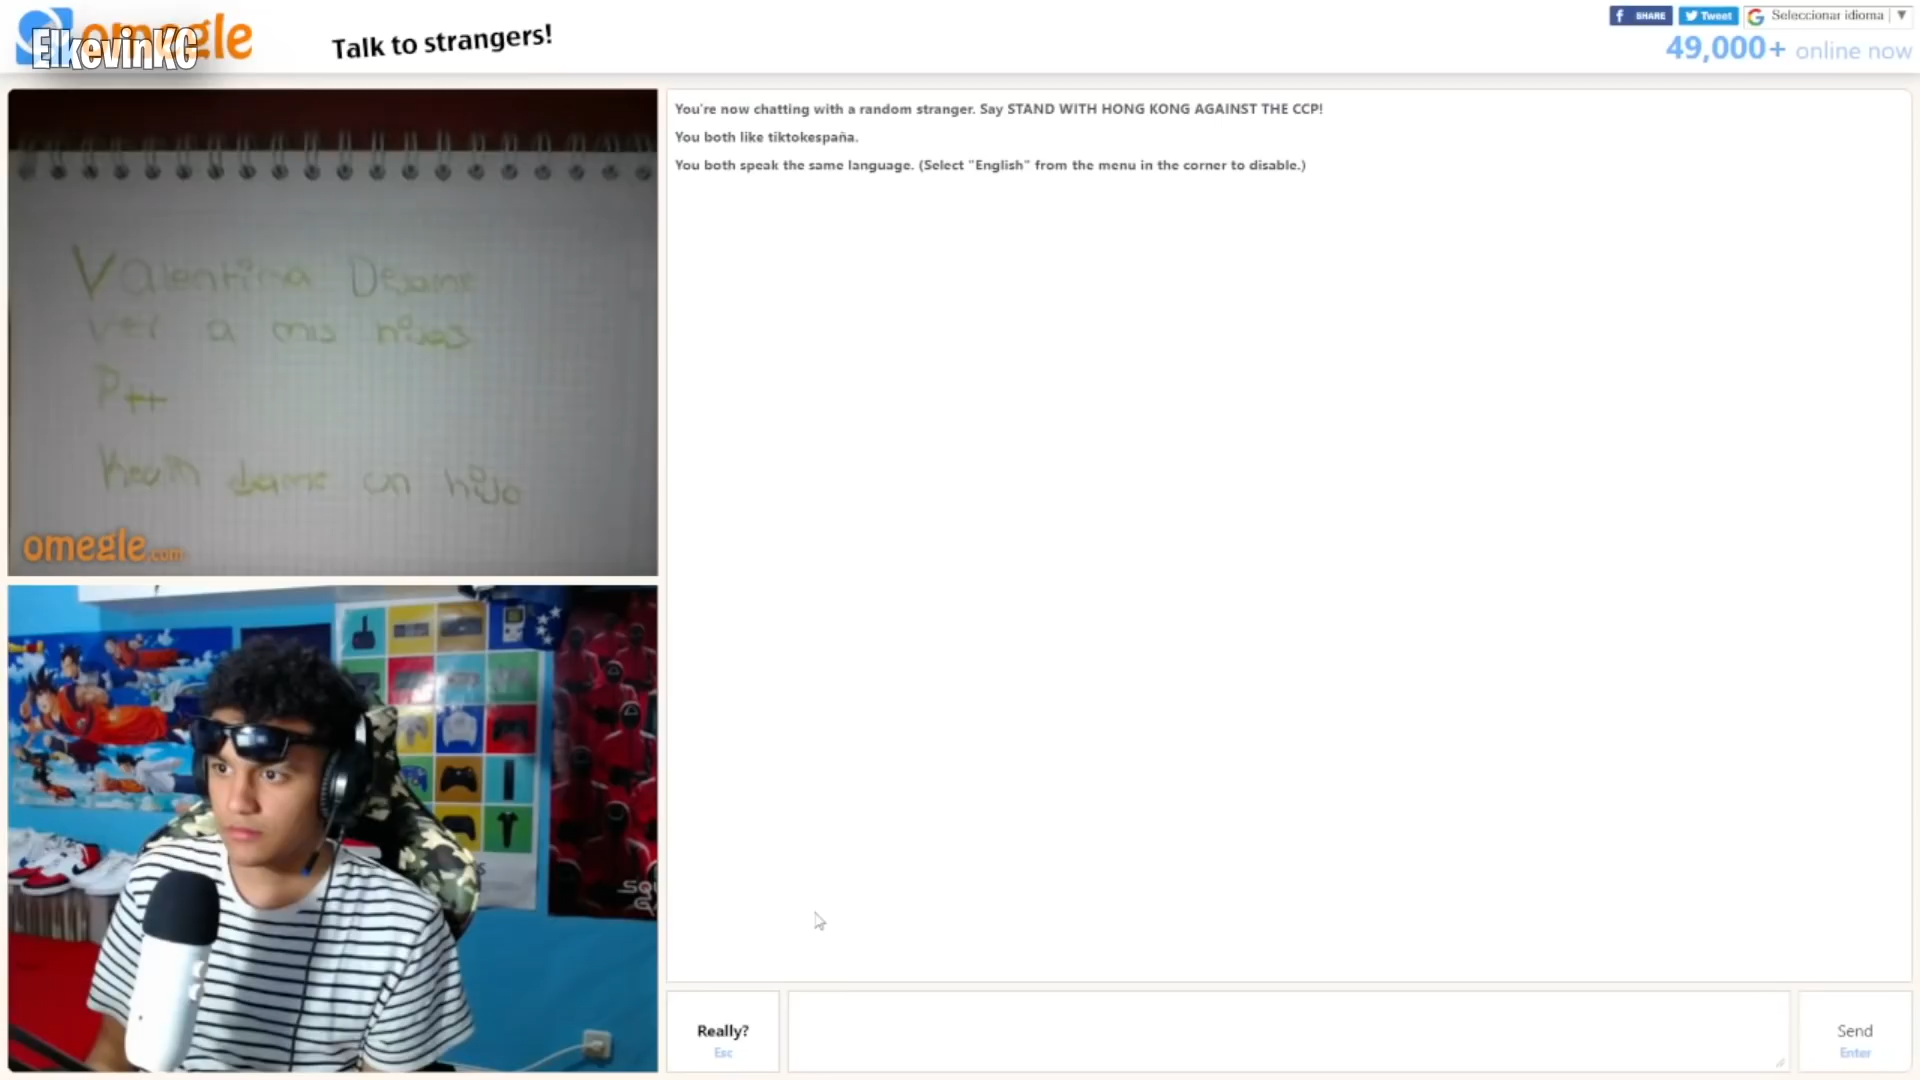 omegle
ElkevinKG
Talk to strangers!
SHARE
Tweet
Seleccionar idioma
49,000+ online now
Valentina Dejame
ver a mis hijos
P++
Kevin dame un hijo
omegle.com
You're now chatting with a random stranger. Say STAND WITH HONG KONG AGAINST THE CCP!
You both like tiktokespaña.
You both speak the same language. (Select "English" from the menu in the corner to disable.)
Really?
Esc
Send
Enter